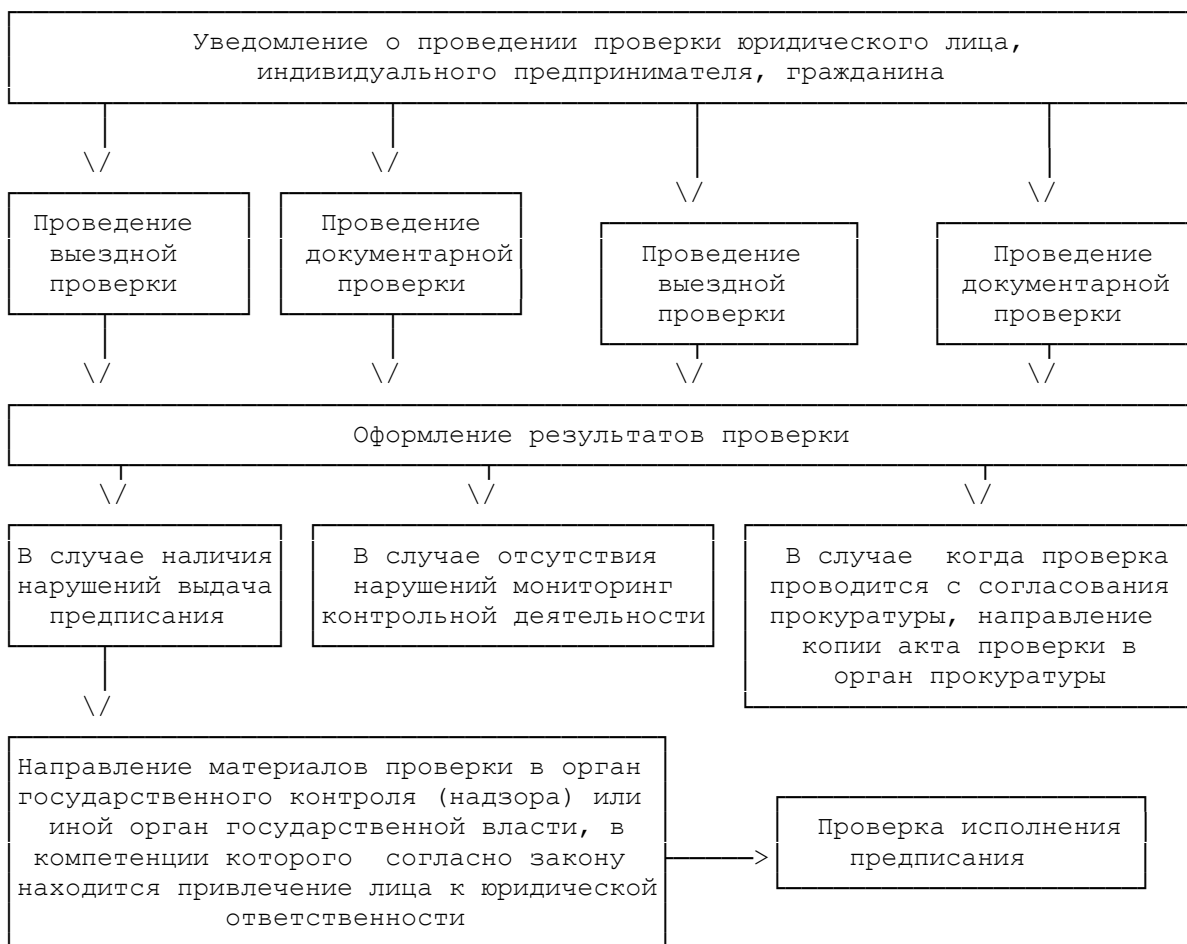 Уведомление о проведении проверки юридического лица,
индивидуального предпринимателя, гражданина
Проведение
выездной
проверки
Проведение
документарной
проверки
Проведение
выездной
проверки
Проведение
документарной
проверки
Оформление результатов проверки
В случае наличия
нарушений выдача
предписания
В случае отсутствия
нарушений мониторинг
контрольной деятельности
В случае когда проверка
проводится с согласования
прокуратуры, направление
копии акта проверки в
орган прокуратуры
Направление материалов проверки в орган
государственного контроля (надзора) или
иной орган государственной власти, в
компетенции которого согласно закону
находится привлечение лица к юридической
ответственности
Проверка исполнения
предписания